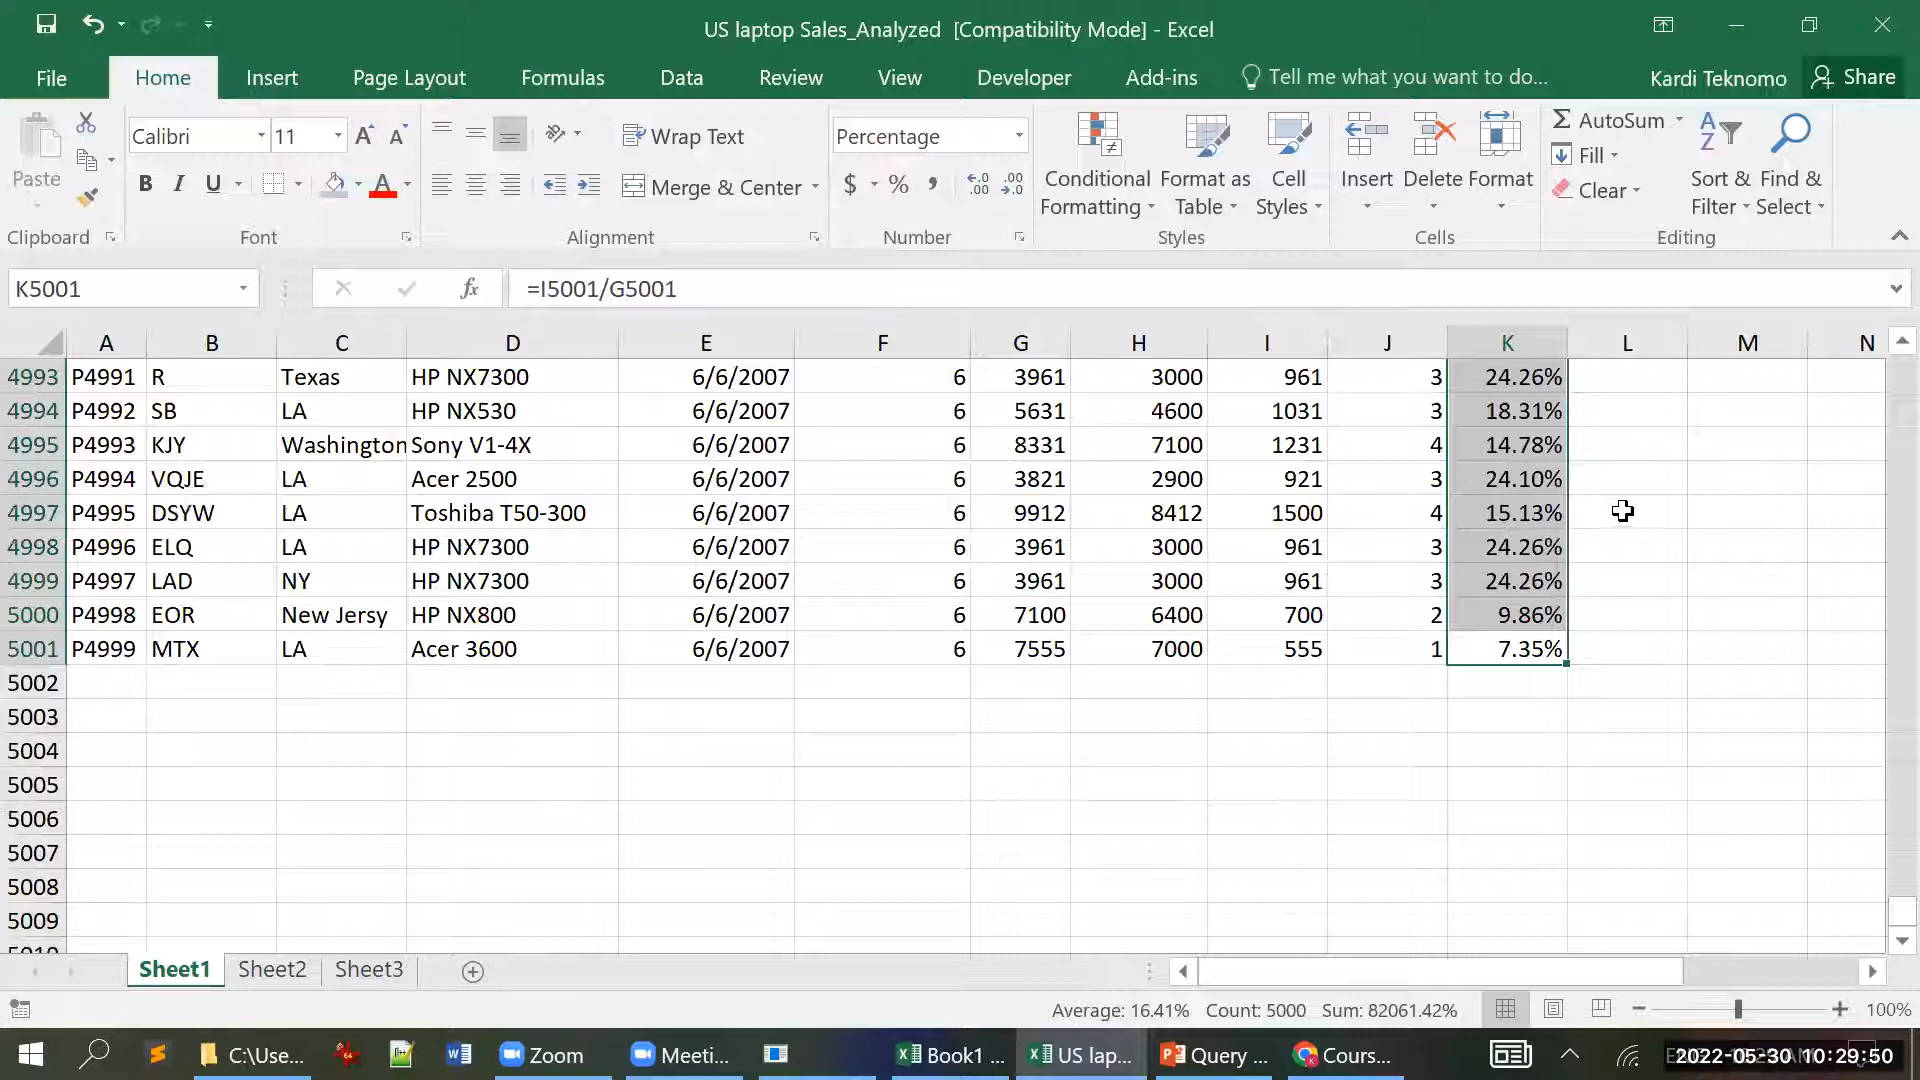 US laptop Sales_Analyzed [Compatibility Mode] - Excel
File Home Insert Page Layout Formulas Data Review View Developer Add-ins Tell me what you want to do... Kardi Teknomo Share
Paste
Clipboard
Calibri 11
B I U
Font
Wrap Text
Merge & Center
Alignment
Percentage
$ % ,
Number
Conditional Formatting
Format as Table
Cell Styles
Styles
Insert Delete Format
Cells
AutoSum
Fill
Clear
Sort & Filter
Find & Select
Editing
K5001 fx =I5001/G5001
A B C D E F G H I J K L M N
4993 P4991 R Texas HP NX7300 6/6/2007 6 3961 3000 961 3 24.26%
4994 P4992 SB LA HP NX530 6/6/2007 6 5631 4600 1031 3 18.31%
4995 P4993 KJY Washington Sony V1-4X 6/6/2007 6 8331 7100 1231 4 14.78%
4996 P4994 VQJE LA Acer 2500 6/6/2007 6 3821 2900 921 3 24.10%
4997 P4995 DSYW LA Toshiba T50-300 6/6/2007 6 9912 8412 1500 4 15.13%
4998 P4996 ELQ LA HP NX7300 6/6/2007 6 3961 3000 961 3 24.26%
4999 P4997 LAD NY HP NX7300 6/6/2007 6 3961 3000 961 3 24.26%
5000 P4998 EOR New Jersy HP NX800 6/6/2007 6 7100 6400 700 2 9.86%
5001 P4999 MTX LA Acer 3600 6/6/2007 6 7555 7000 555 1 7.35%
5002
5003
5004
5005
5006
5007
5008
5009
5010
Sheet1 Sheet2 Sheet3
Average: 16.41% Count: 5000 Sum: 82061.42% 100%
C:\Use... Zoom Meeti... Book1 ... US lap... Query ... Cours... 2022-05-30 10:29:50